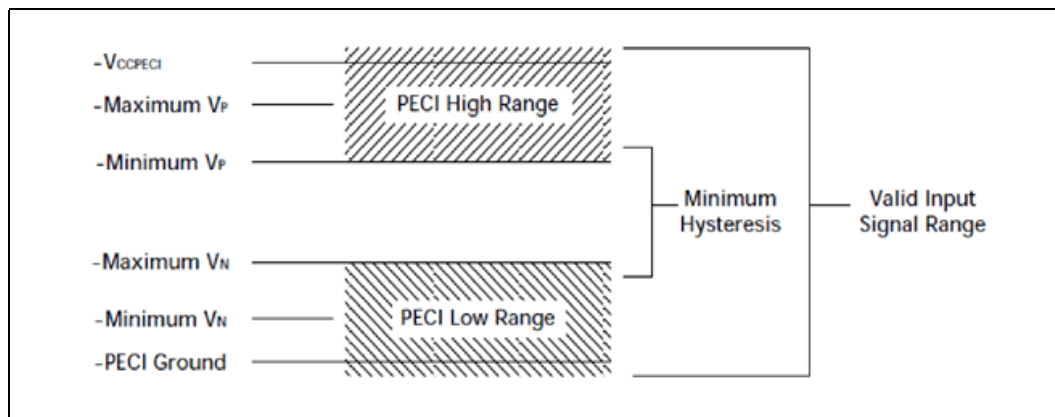 -VCCPECI
-Maximum VP
-Minimum VP
-Maximum VN
-Minimum VN
-PECI Ground
PECI High Range
PECI Low Range
Minimum
Hysteresis
Valid Input
Signal Range